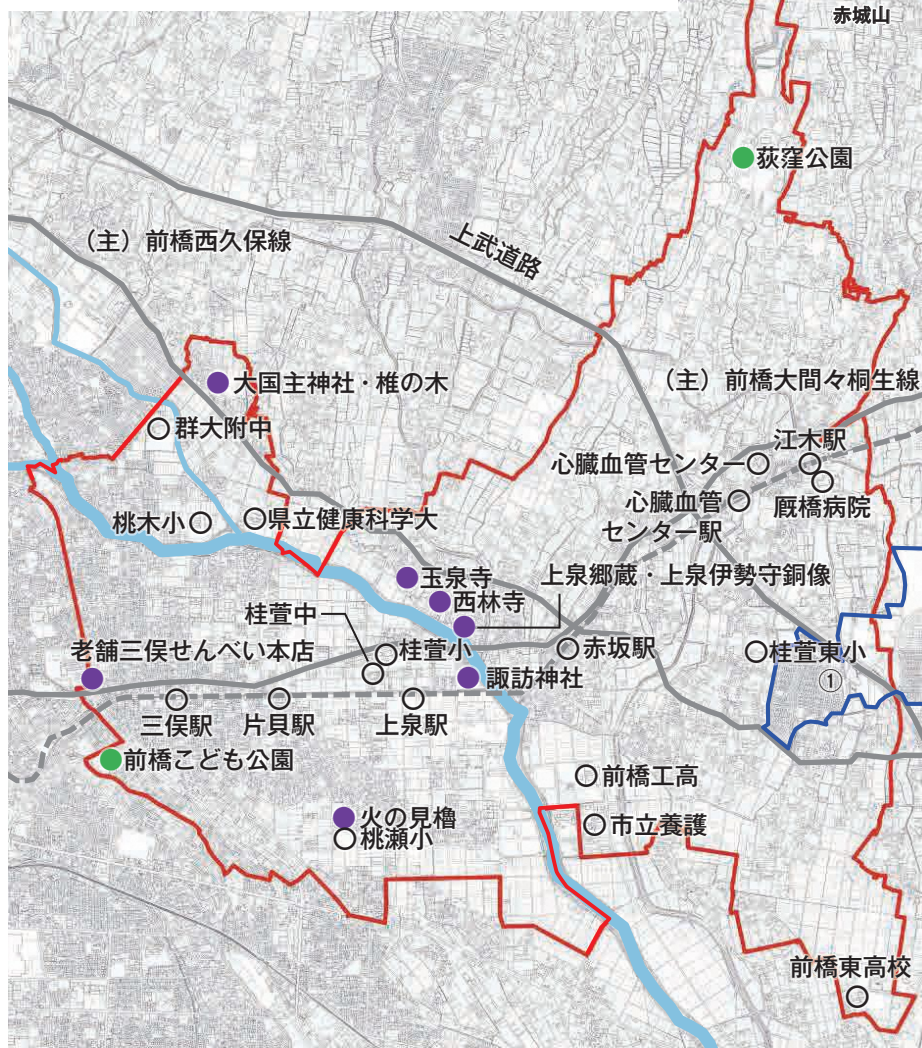 赤城山
荻窪公園
(主)前橋西久保線
上武道路
大国主神社・椎の木
(主)前橋大間々桐生線
群大附中
江木駅
心臓血管センター
心臓血管
センター駅
厩橋病院
桃木小
県立健康科学大
玉泉寺
上泉郷蔵・上泉伊勢守銅像
西林寺
桂萱中
老舗三俣せんべい本店
桂萱小
赤坂駅
桂萱東小
①
諏訪神社
三俣駅
片貝駅
上泉駅
前橋こども公園
前橋工高
火の見櫓
市立養護
桃瀬小
前橋東高校